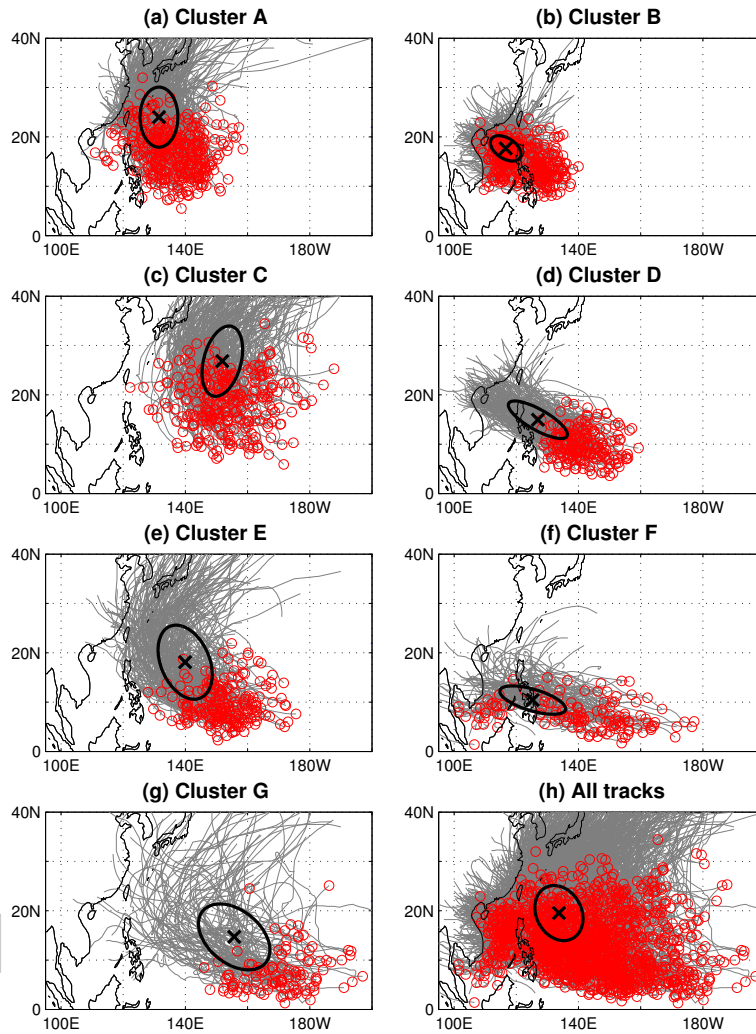 (a) Cluster A
40N
20N
0
100E 140E 180W
(b) Cluster B
40N
20N
0
100E 140E 180W
(c) Cluster C
40N
20N
0
100E 140E 180W
(d) Cluster D
40N
20N
0
100E 140E 180W
(e) Cluster E
40N
20N
0
100E 140E 180W
(f) Cluster F
40N
20N
0
100E 140E 180W
(g) Cluster G
40N
20N
0
100E 140E 180W
(h) All tracks
40N
20N
0
100E 140E 180W